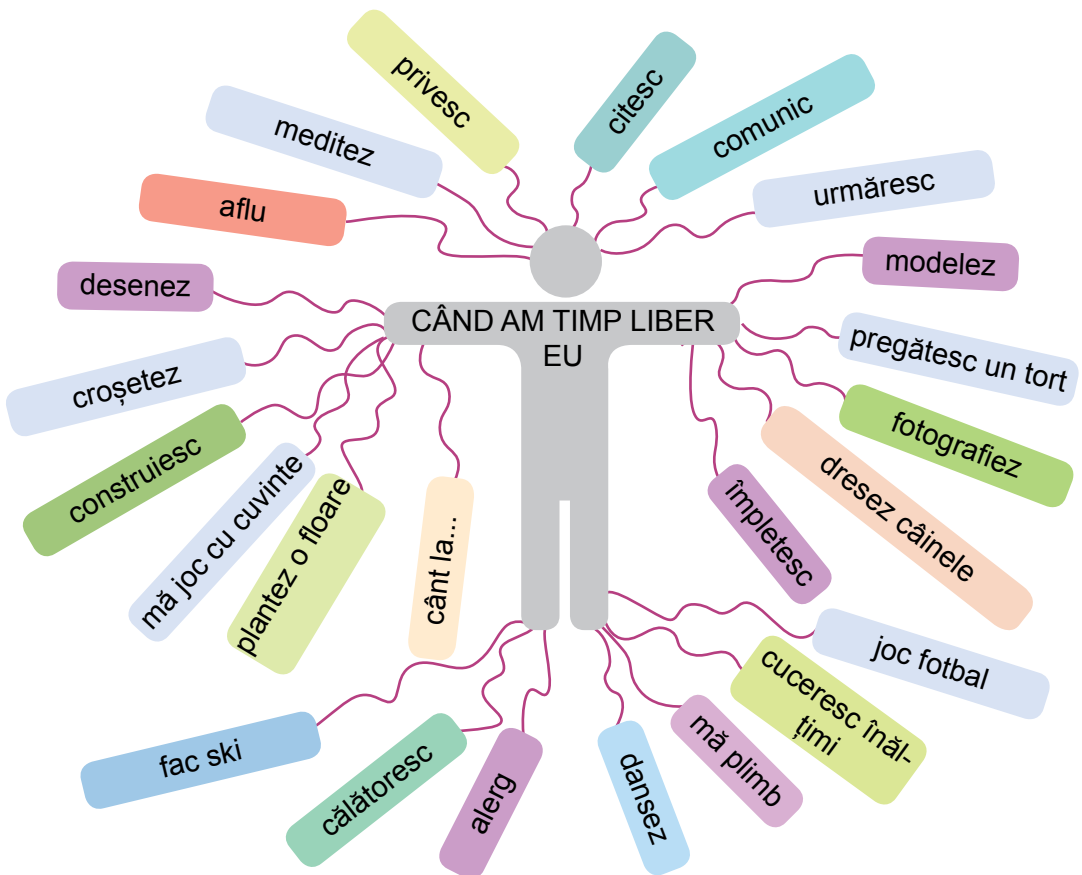 privesc
citesc
meditez
comunic
aflu
urmăresc
desenez
modelez
CÂND AM TIMP LIBER
EU
croșetez
pregătesc un tort
construiesc
fotografiez
mă joc cu cuvinte
dresez câinele
plantez o floare
împletesc
cânt la...
joc fotbal
cuceresc înăl-
țimi
fac ski
călătoresc
alerg
dansez
mă plimb